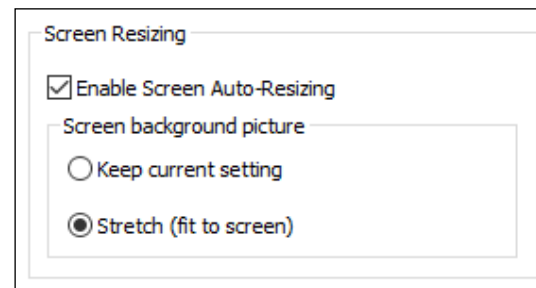 Screen Resizing
Enable Screen Auto-Resizing
Screen background picture
Keep current setting
Stretch (fit to screen)